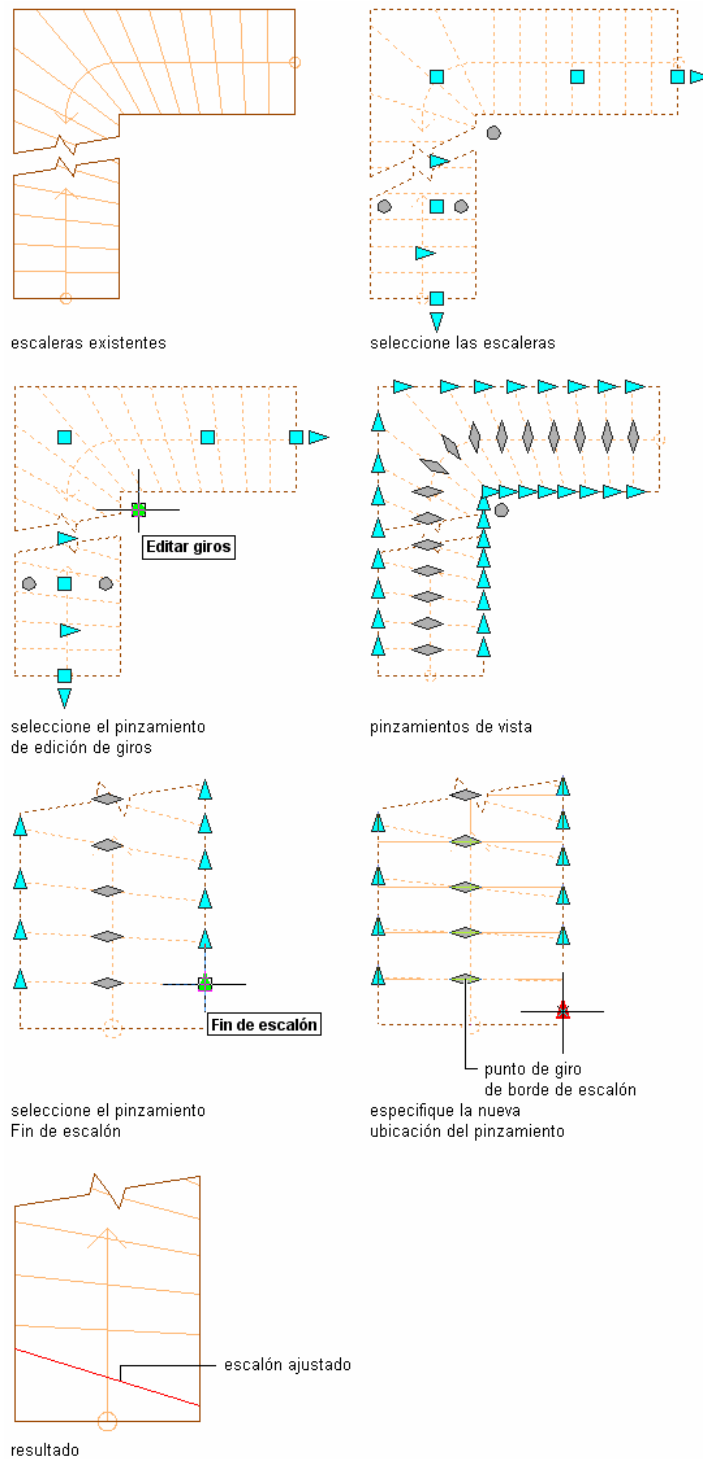 escaleras existentes
seleccione las escaleras
Editar giros
seleccione el pinzamiento
de edición de giros
pinzamientos de vista
Fin de escalón
punto de giro
de borde de escalón
seleccione el pinzamiento
Fin de escalón
especifique la nueva
ubicación del pinzamiento
escalón ajustado
resultado